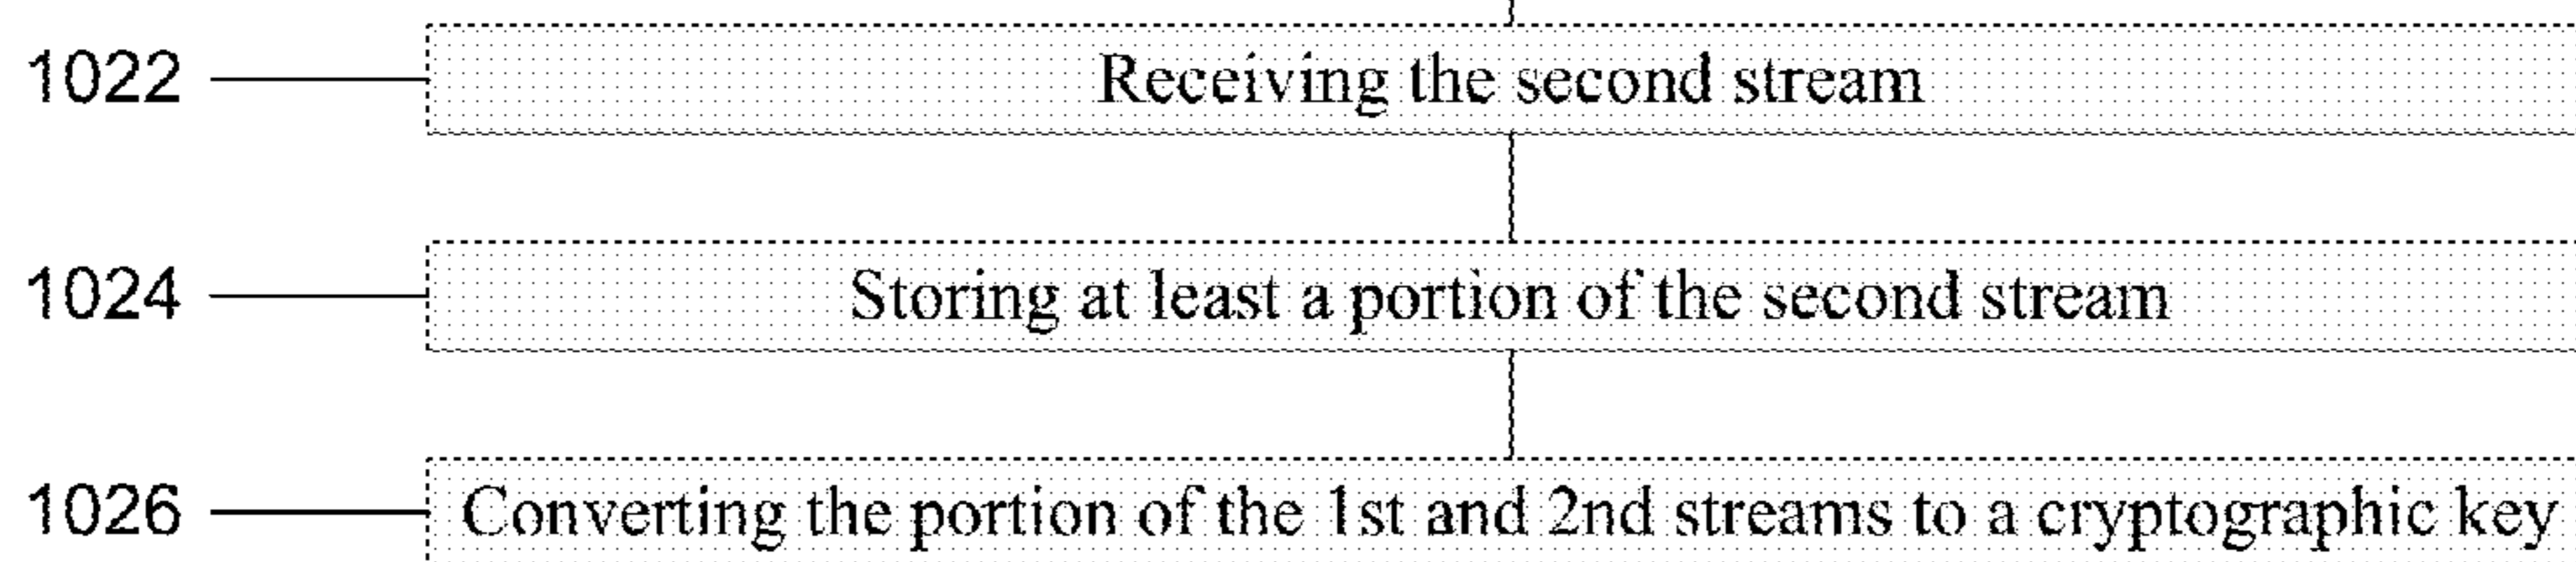 1022 Receiving the second stream
1024 Storing at least a portion of the second stream
1026 Converting the portion of the 1st and 2nd streams to a cryptographic key